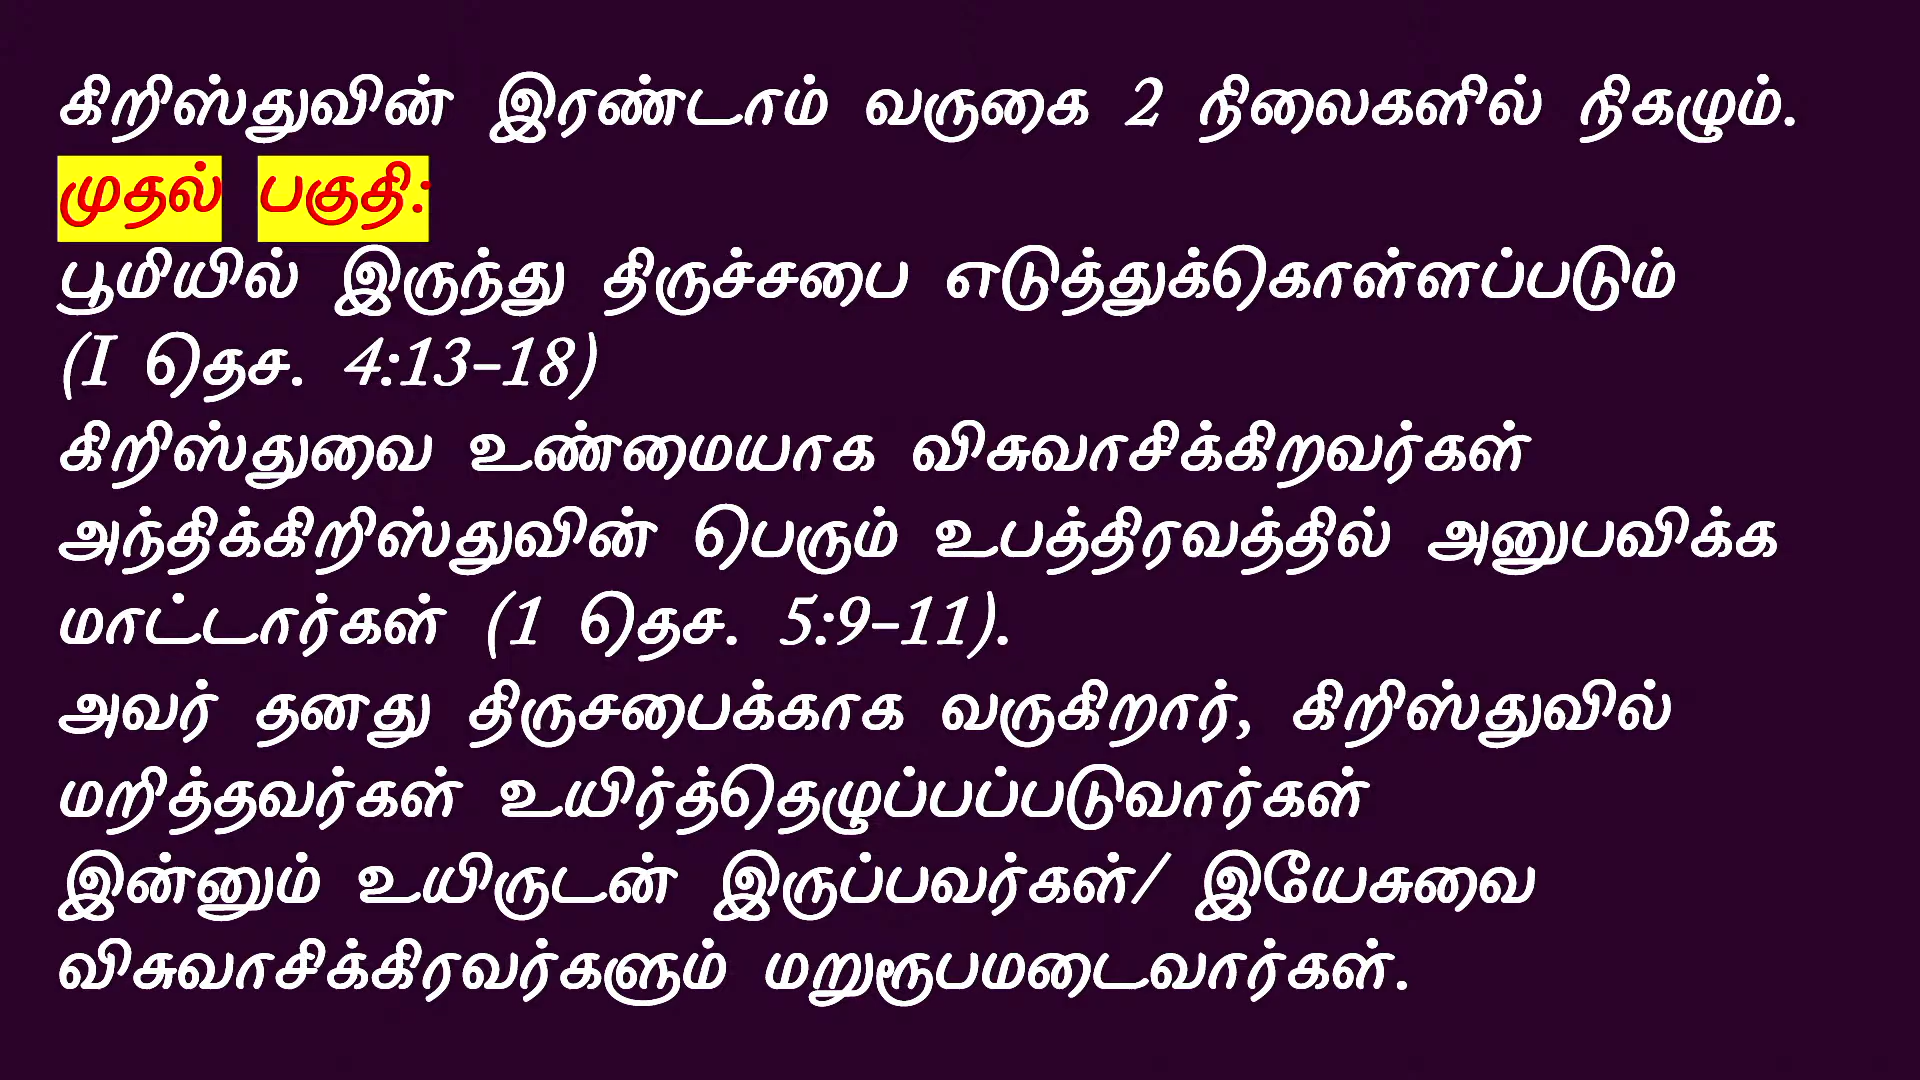 கிறிஸ்துவின் இரண்டாம் வருகை 2 நிலைகளில் நிகழும்.
முதல் பகுதி:
பூமியில் இருந்து திருச்சபை எடுத்துக்கொள்ளப்படும்
(I தெச. 4:13-18)
கிறிஸ்துவை உண்மையாக விசுவாசிக்கிறவர்கள்
அந்திக்கிறிஸ்துவின் பெரும் உபத்திரவத்தில் அனுபவிக்க
மாட்டார்கள் (1 தெச. 5:9-11).
அவர் தனது திருசபைக்காக வருகிறார், கிறிஸ்துவில்
மறித்தவர்கள் உயிர்த்தெழுப்பப்படுவார்கள்
இன்னும் உயிருடன் இருப்பவர்கள்/ இயேசுவை
விசுவாசிக்கிரவர்களும் மறுரூபமடைவார்கள்.